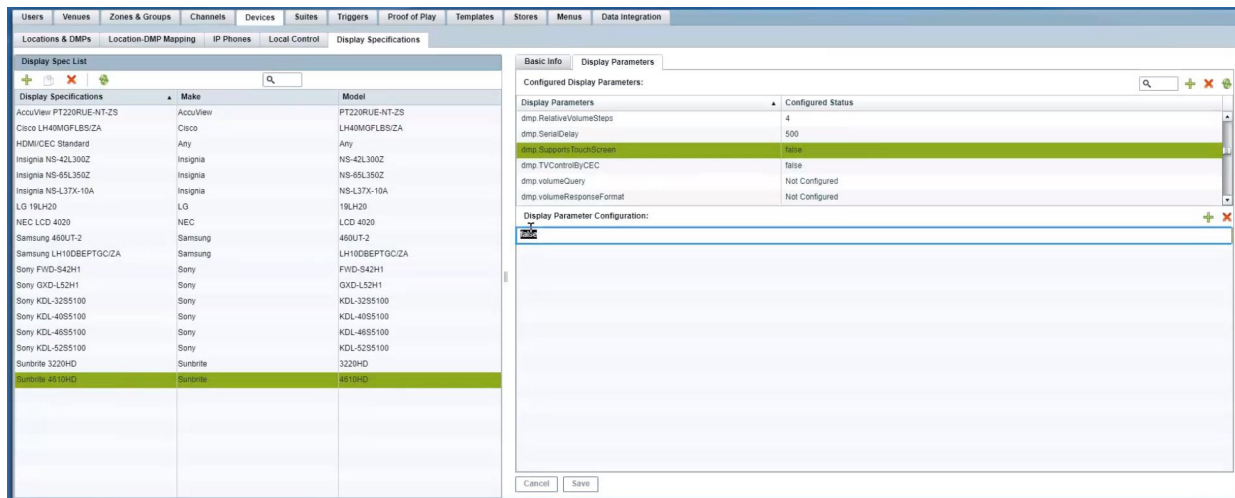 Users Venues Zones & Groups Channels Devices Suites Triggers Proof of Play Templates Stores Menus Data Integration
Locations & DMPs Location-DMP Mapping IP Phones Local Control Display Specifications
Display Spec List
Display Specifications Make Model
AccuView PT220RUE-NT-ZS AccuView PT220RUE-NT-ZS
Cisco LH40MGFLBS/ZA Cisco LH40MGFLBS/ZA
HDMI/CEC Standard Any Any
Insignia NS-42L300Z Insignia NS-42L300Z
Insignia NS-65L350Z Insignia NS-65L350Z
Insignia NS-L37X-10A Insignia NS-L37X-10A
LG 19LH20 LG 19LH20
NEC LCD 4020 NEC LCD 4020
Samsung 460UT-2 Samsung 460UT-2
Samsung LH10DBEPTGC/ZA Samsung LH10DBEPTGC/ZA
Sony FWD-S42H1 Sony FWD-S42H1
Sony GXD-L52H1 Sony GXD-L52H1
Sony KDL-32S5100 Sony KDL-32S5100
Sony KDL-40S5100 Sony KDL-40S5100
Sony KDL-46S5100 Sony KDL-46S5100
Sony KDL-52S5100 Sony KDL-52S5100
Sunbrite 3220HD Sunbrite 3220HD
Sunbrite 4610HD Sunbrite 4610HD
Basic Info Display Parameters
Configured Display Parameters:
Display Parameters Configured Status
dmp.RelativeVolumeSteps 4
dmp.SerialDelay 500
dmp.SupportsTouchScreen false
dmp.TVControlByCEC false
dmp.volumeQuery Not Configured
dmp.volumeResponseFormat Not Configured
Display Parameter Configuration:
false
Cancel Save